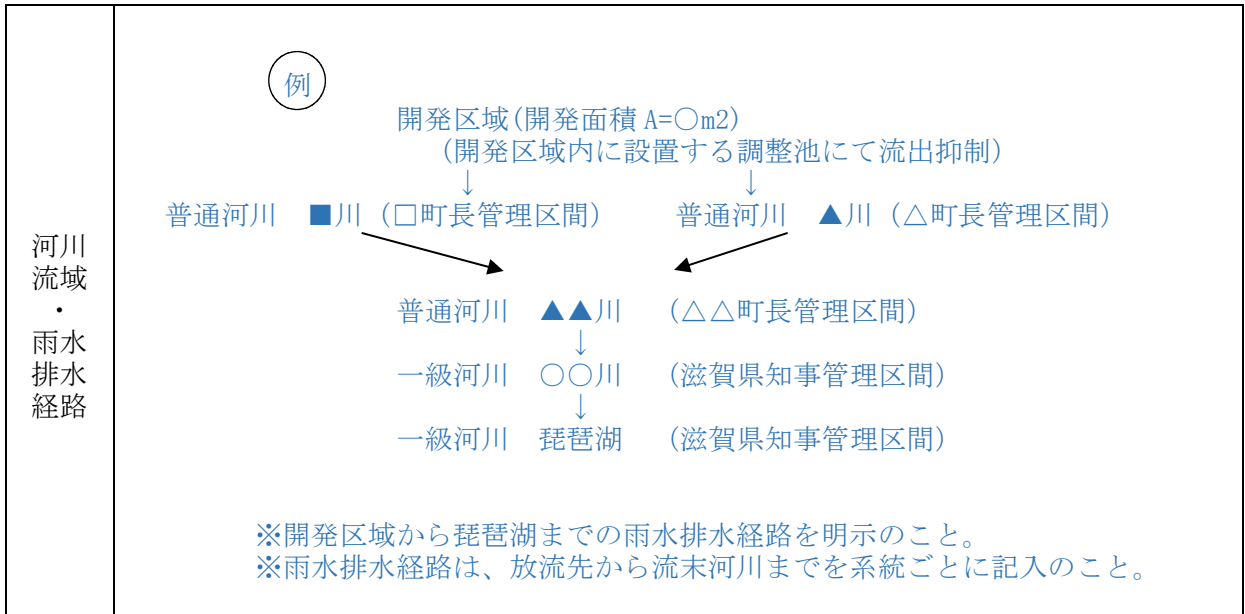 河川
流域
・
雨水
排水
経路
例
開発区域(開発面積 A=○m2)
(開発区域内に設置する調整池にて流出抑制)
↓ ↓
普通河川 ■川 (□町長管理区間) 普通河川 ▲川 (△町長管理区間)
普通河川 ▲▲川 (△△町長管理区間)
↓
一級河川 ○○川 (滋賀県知事管理区間)
↓
一級河川 琵琶湖 (滋賀県知事管理区間)
※開発区域から琵琶湖までの雨水排水経路を明示のこと。
※雨水排水経路は、放流先から流末河川までを系統ごとに記入のこと。